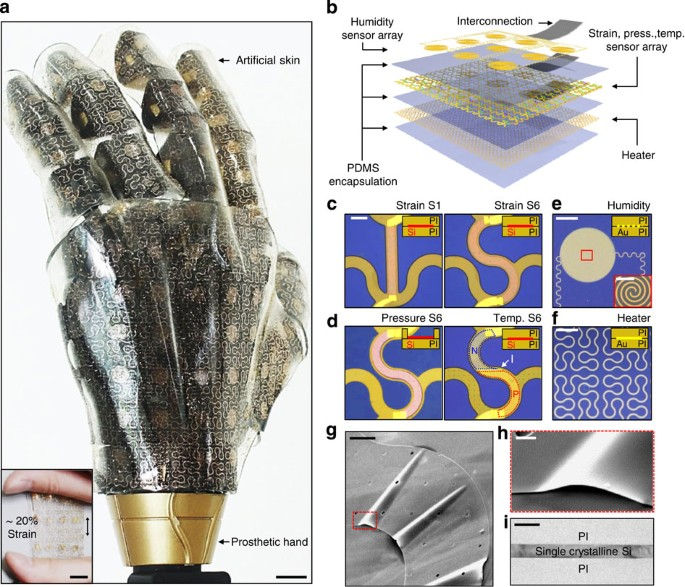 a
Artificial skin
~ 20%
Strain
Prosthetic hand
b
Humidity
sensor array
Interconnection
Strain, press.,temp.
sensor array
PDMS
encapsulation
Heater
c
Strain S1
PI
Si
PI
Strain S6
PI
Si
PI
e
Humidity
PI
Au
PI
d
Pressure S6
Si
PI
Temp. S6
PI
Si
PI
N
I
P
f
Heater
PI
Au
PI
g
h
i
PI
Single crystalline Si
PI